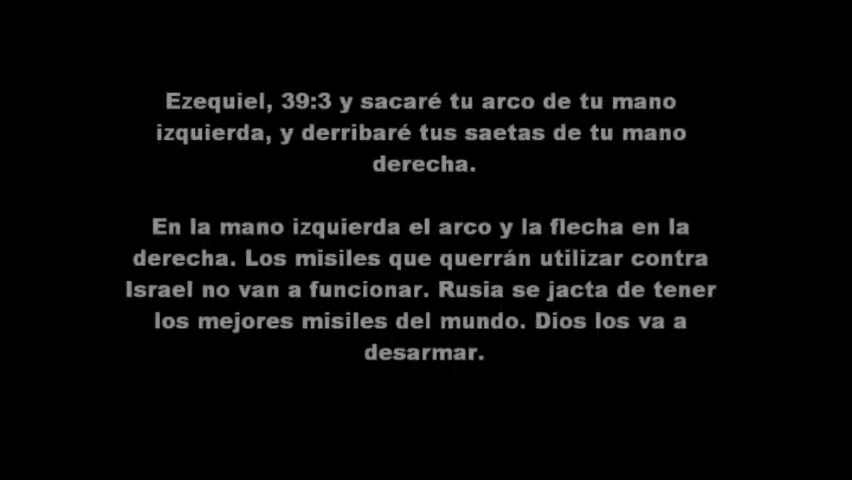 Ezequiel, 39:3 y sacaré tu arco de tu mano
izquierda, y derribaré tus saetas de tu mano
derecha.
En la mano izquierda el arco y la flecha en la
derecha. Los misiles que querrán utilizar contra
Israel no van a funcionar. Rusia se jacta de tener
los mejores misiles del mundo. Dios los va a
desarmar.